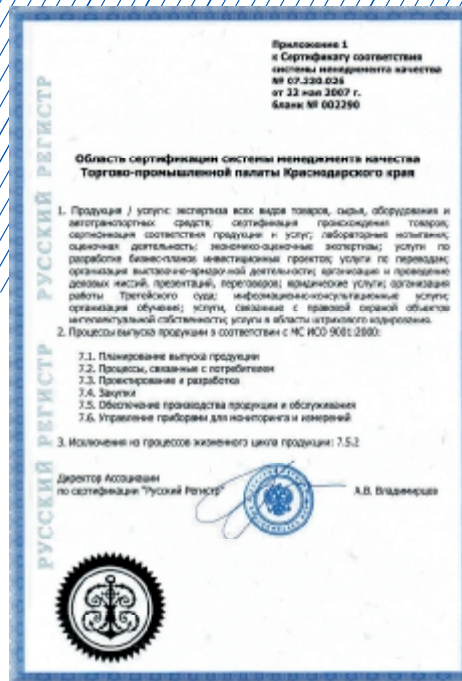 Приложение 1
к Сертификату соответствия
системы менеджмента качества
№ 07.330.026
от 22 мая 2007 г.
бланк № 002290
Область сертификации системы менеджмента качества
Торгово-промышленной палаты Краснодарского края
1. Продукция / услуги: экспертиза всех видов товаров, сырья, оборудования и
автотранспортных средств; сертификация происхождения товаров;
сертификация соответствия продукции и услуг; лабораторные испытания;
оценочная деятельность; экономико-оценочные экспертизы; услуги по
разработке бизнес-планов инвестиционных проектов; услуги по переводам;
организация выставочно-ярмарочной деятельности; организация и проведение
деловых миссий, презентаций, переговоров; юридические услуги; организация
работы Третейского суда; информационно-консультационные услуги;
организация обучения; услуги, связанные с правовой охраной объектов
интеллектуальной собственности; услуги в области штрихового кодирования.
2. Процессы выпуска продукции в соответствии с МС ИСО 9001:2000:
7.1. Планирование выпуска продукции
7.2. Процессы, связанные с потребителем
7.3. Проектирование и разработка
7.4. Закупки
7.5. Обеспечение производства продукции и обслуживания
7.6. Управление приборами для мониторинга и измерений
3. Исключения из процессов жизненного цикла продукции: 7.5.2
Директор Ассоциации
по сертификации "Русский Регистр"
А.В. Владимирцев
РУССКИЙ РЕГИСТР
РУССКИЙ РЕГИСТР